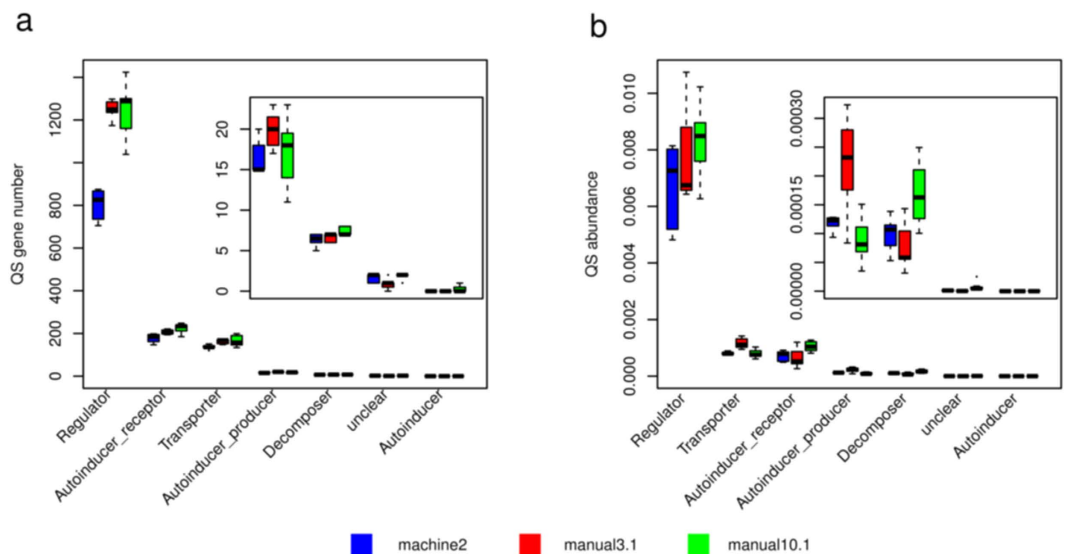 a
QS gene number
0
200
400
600
800
1200
0
5
10
15
20
Regulator
Autoinducer_receptor
Transporter
Autoinducer_producer
Decomposer
unclear
Autoinducer
b
QS abundance
0.000
0.002
0.004
0.006
0.008
0.010
0.00000
0.00015
0.00030
Regulator
Transporter
Autoinducer_receptor
Autoinducer_producer
Decomposer
unclear
Autoinducer
machine2 manual3.1 manual10.1